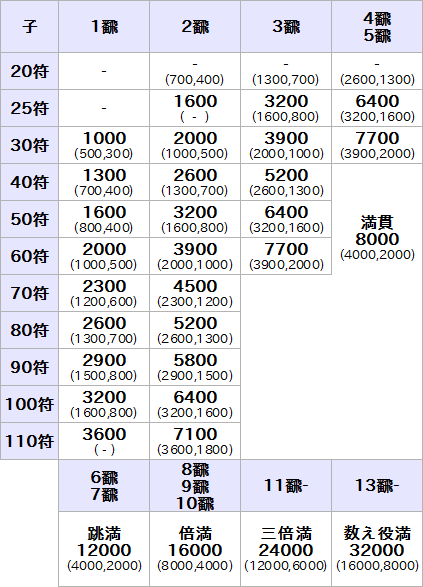 子 1飜 2飜 3飜 4飜
5飜
20符 - - - -
(700,400) (1300,700) (2600,1300)
25符 - 1600 3200 6400
( - ) (1600,800) (3200,1600)
30符 1000 2000 3900 7700
(500,300) (1000,500) (2000,1000) (3900,2000)
40符 1300 2600 5200
(700,400) (1300,700) (2600,1300)
50符 1600 3200 6400
(800,400) (1600,800) (3200,1600)
満貫
8000
(4000,2000)
60符 2000 3900 7700
(1000,500) (2000,1000) (3900,2000)
70符 2300 4500
(1200,600) (2300,1200)
80符 2600 5200
(1300,700) (2600,1300)
90符 2900 5800
(1500,800) (2900,1500)
100符 3200 6400
(1600,800) (3200,1600)
110符 3600 7100
( - ) (3600,1800)
6飜
7飜
8飜
9飜
10飜
11飜-
13飜-
跳満
12000
(4000,2000)
倍満
16000
(8000,4000)
三倍満
24000
(12000,6000)
数え役満
32000
(16000,8000)